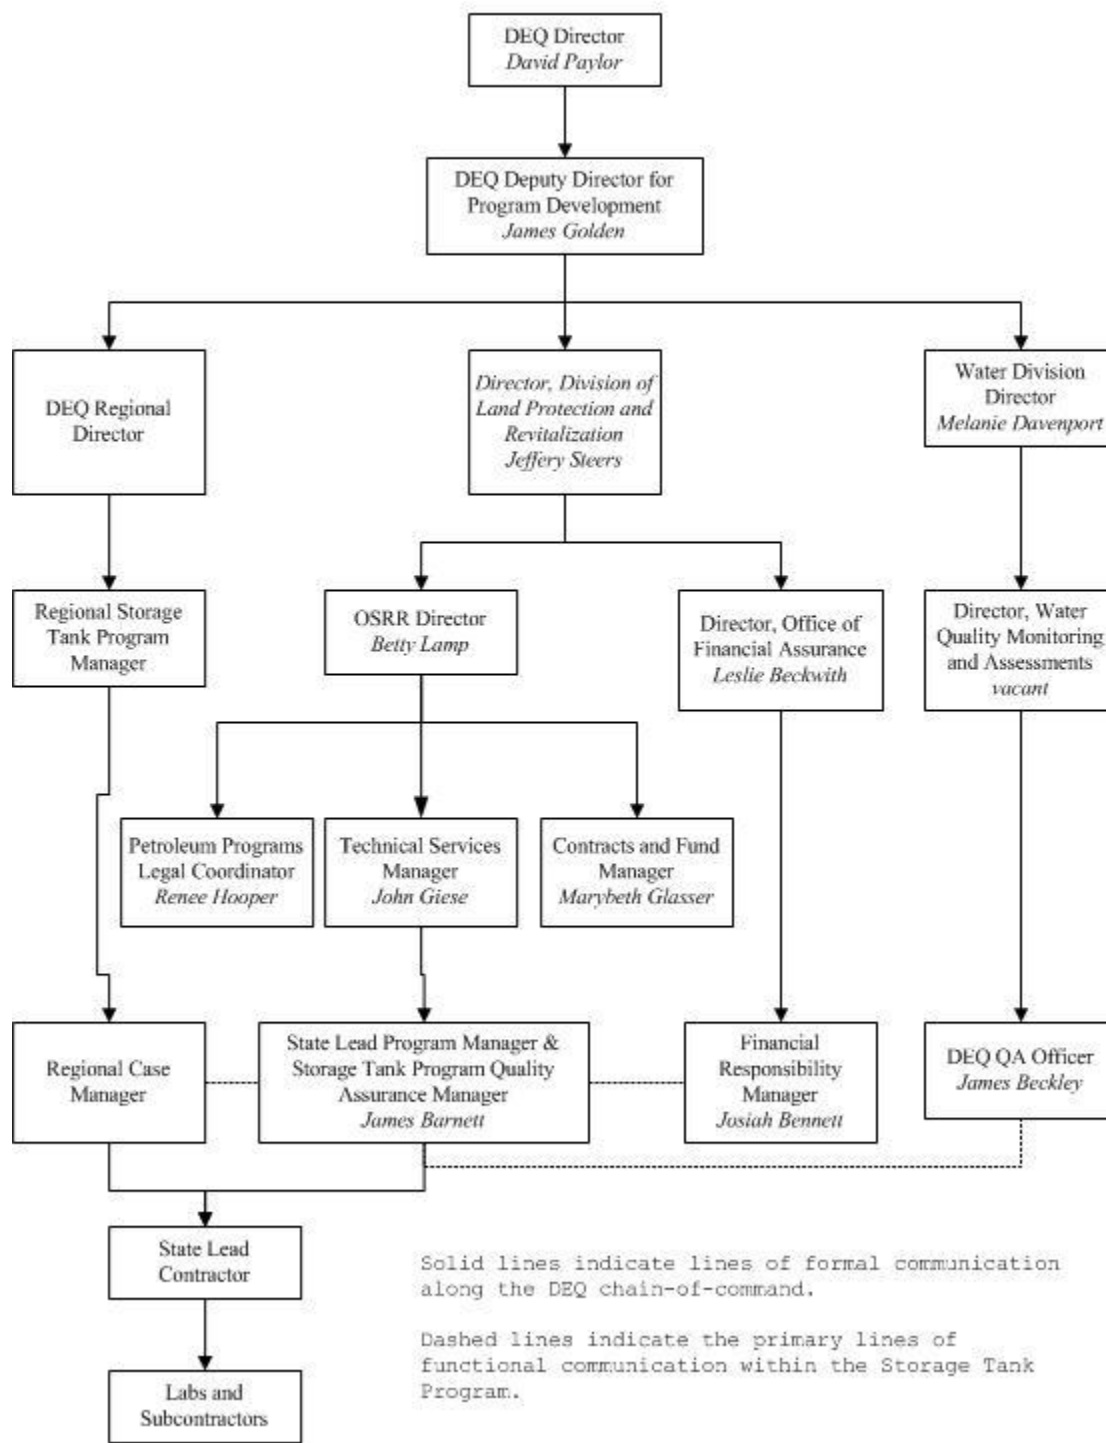 DEQ Director
David Paylor
DEQ Deputy Director for
Program Development
James Golden
DEQ Regional
Director
Director, Division of
Land Protection and
Revitalization
Jeffery Steers
Water Division
Director
Melanie Davenport
Regional Storage
Tank Program
Manager
OSRR Director
Betty Lamp
Director, Office of
Financial Assurance
Leslie Beckwith
Director, Water
Quality Monitoring
and Assessments
vacant
Petroleum Programs
Legal Coordinator
Renee Hooper
Technical Services
Manager
John Giese
Contracts and Fund
Manager
Marybeth Glasser
Regional Case
Manager
State Lead Program Manager &
Storage Tank Program Quality
Assurance Manager
James Barnett
Financial
Responsibility
Manager
Josiah Bennett
DEQ QA Officer
James Beckley
State Lead
Contractor
Labs and
Subcontractors
Solid lines indicate lines of formal communication
along the DEQ chain-of-command.
Dashed lines indicate the primary lines of
functional communication within the Storage Tank
Program.